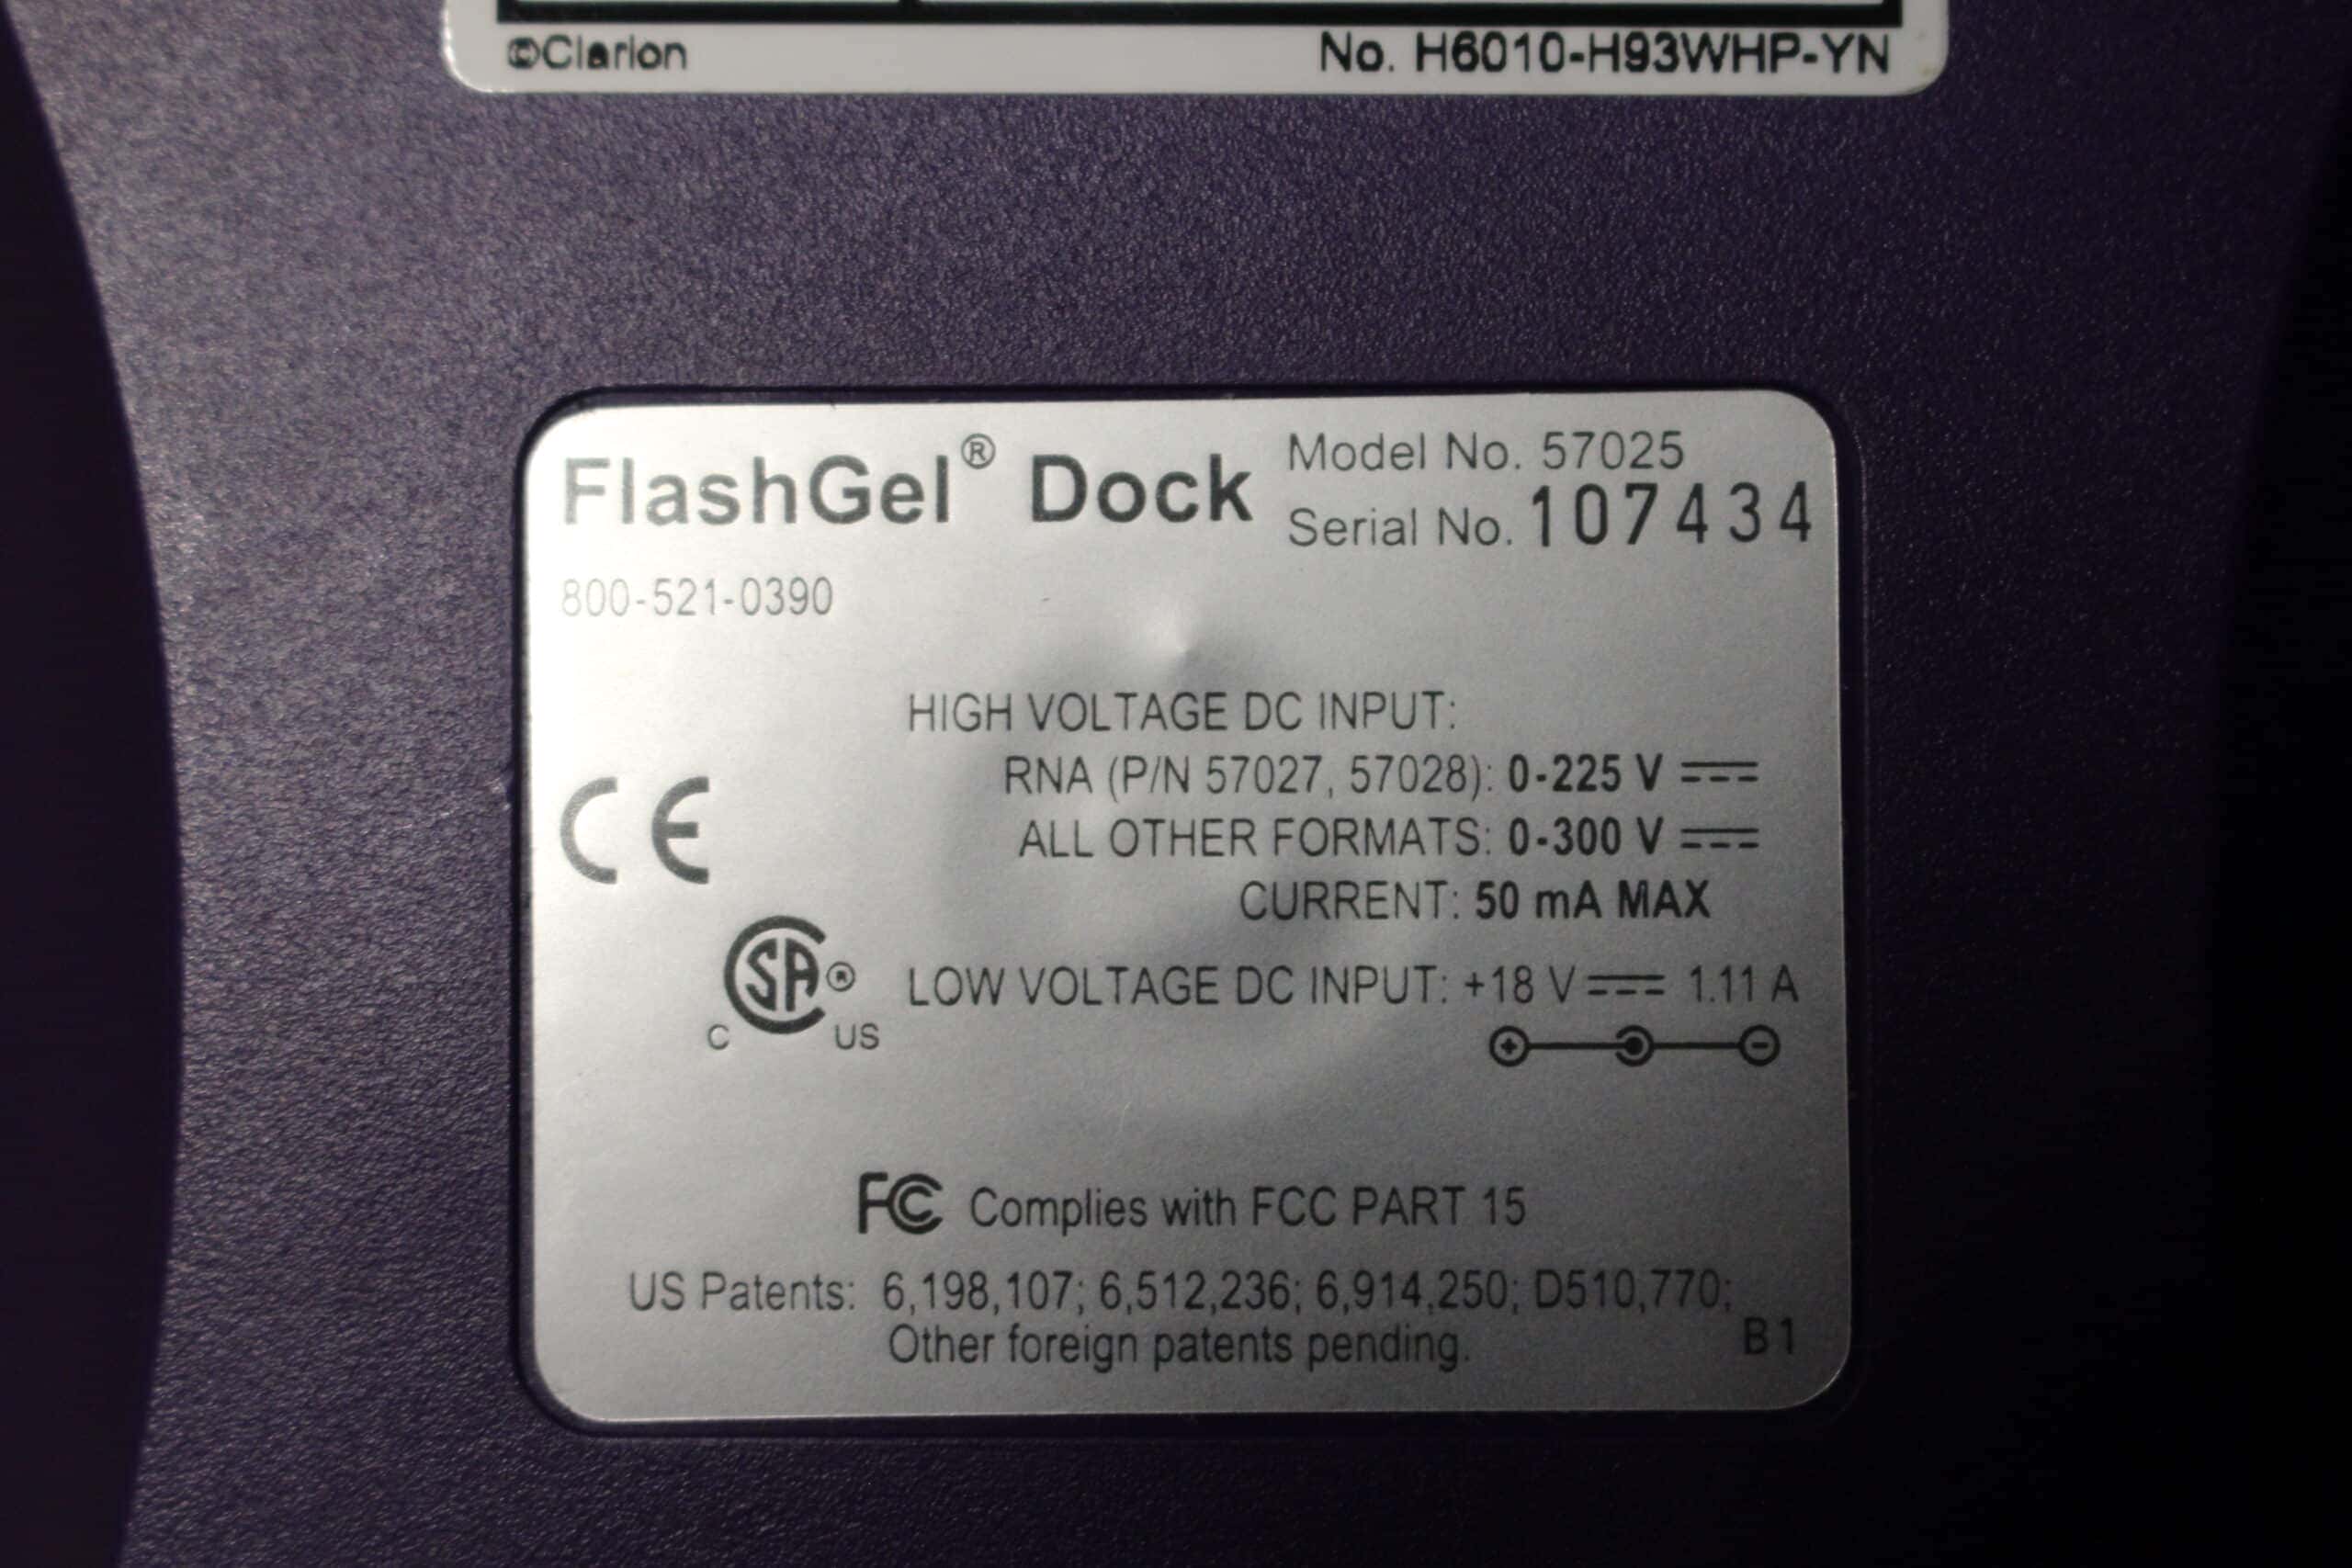 ©Clarion
No. H6010-H93WHP-YN
FlashGel® Dock
Model No. 57025
Serial No. 107434
800-521-0390
HIGH VOLTAGE DC INPUT:
RNA (P/N 57027, 57028): 0-225 V
ALL OTHER FORMATS: 0-300 V
CURRENT: 50 mA MAX
CE
SA®
C US
LOW VOLTAGE DC INPUT: +18 V 1.11 A
FC Complies with FCC PART 15
US Patents: 6,198,107; 6,512,236; 6,914,250; D510,770;
Other foreign patents pending.
B1